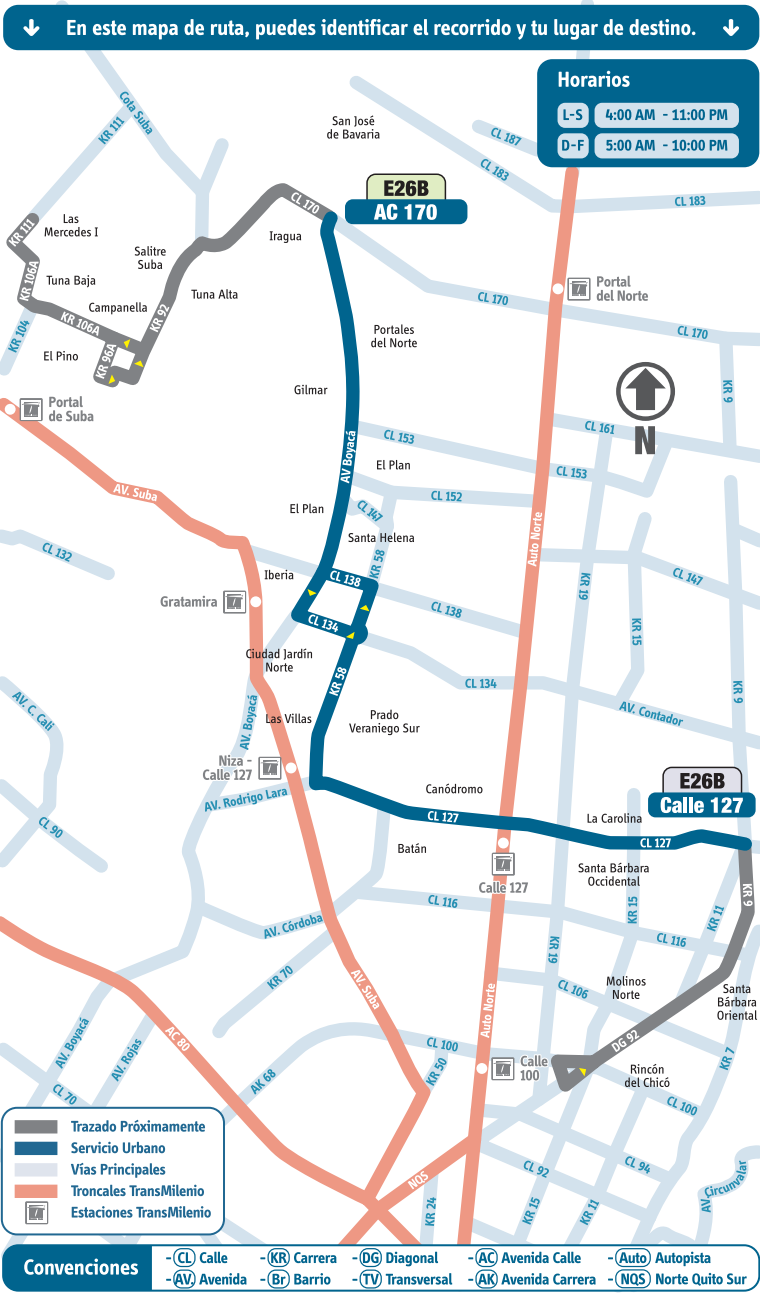 En este mapa de ruta, puedes identificar el recorrido y tu lugar de destino.
Horarios
L-S 4:00 AM - 11:00 PM
D-F 5:00 AM - 10:00 PM
Cota Suba
KR 111
San José
de Bavaria
CL 187
CL 183
CL 183
E26B
AC 170
CL 170
KR 111
Las
Mercedes I
Iragua
Salitre
Suba
KR 106A
Tuna Baja
Tuna Alta
Portal
del Norte
CL 170
CL 170
Campanella
KR 92
KR 106A
KR 104
Portales
del Norte
El Pino
KR 96A
Gilmar
KR 9
Portal
de Suba
N
CL 161
CL 153
AV Boyacá
El Plan
CL 153
AV. Suba
CL 152
El Plan
CL 147
Auto Norte
Santa Helena
CL 132
KR 58
Iberia
CL 138
KR 19
CL 147
Gratamira
CL 138
CL 134
KR 15
Ciudad Jardín
Norte
KR 58
CL 134
KR 9
AV. C. Cali
AV. Boyacá
Las Villas
Prado
Veraniego Sur
AV. Contador
Niza -
Calle 127
E26B
Calle 127
AV. Rodrigo Lara
Canódromo
CL 127
La Carolina
CL 90
CL 127
Batán
Calle 127
Santa Bárbara
Occidental
KR 9
CL 116
KR 15
KR 11
AV. Córdoba
CL 116
KR 19
KR 70
AV. Suba
CL 106
Molinos
Norte
Santa
Bárbara
Oriental
Auto Norte
AV. Boyacá
AV. Rojas
AC 80
CL 100
DG 92
KR 7
Calle
100
KR 50
AK 68
Rincón
del Chicó
CL 70
CL 100
Trazado Próximamente
Servicio Urbano
Vías Principales
Troncales TransMilenio
Estaciones TransMilenio
NQS
KR 24
CL 92
CL 94
KR 15
KR 11
AV. Circunvalar
Convenciones
- CL Calle - KR Carrera - DG Diagonal - AC Avenida Calle - Auto Autopista
- AV. Avenida - Br Barrio - TV Transversal - AK Avenida Carrera - NQS Norte Quito Sur